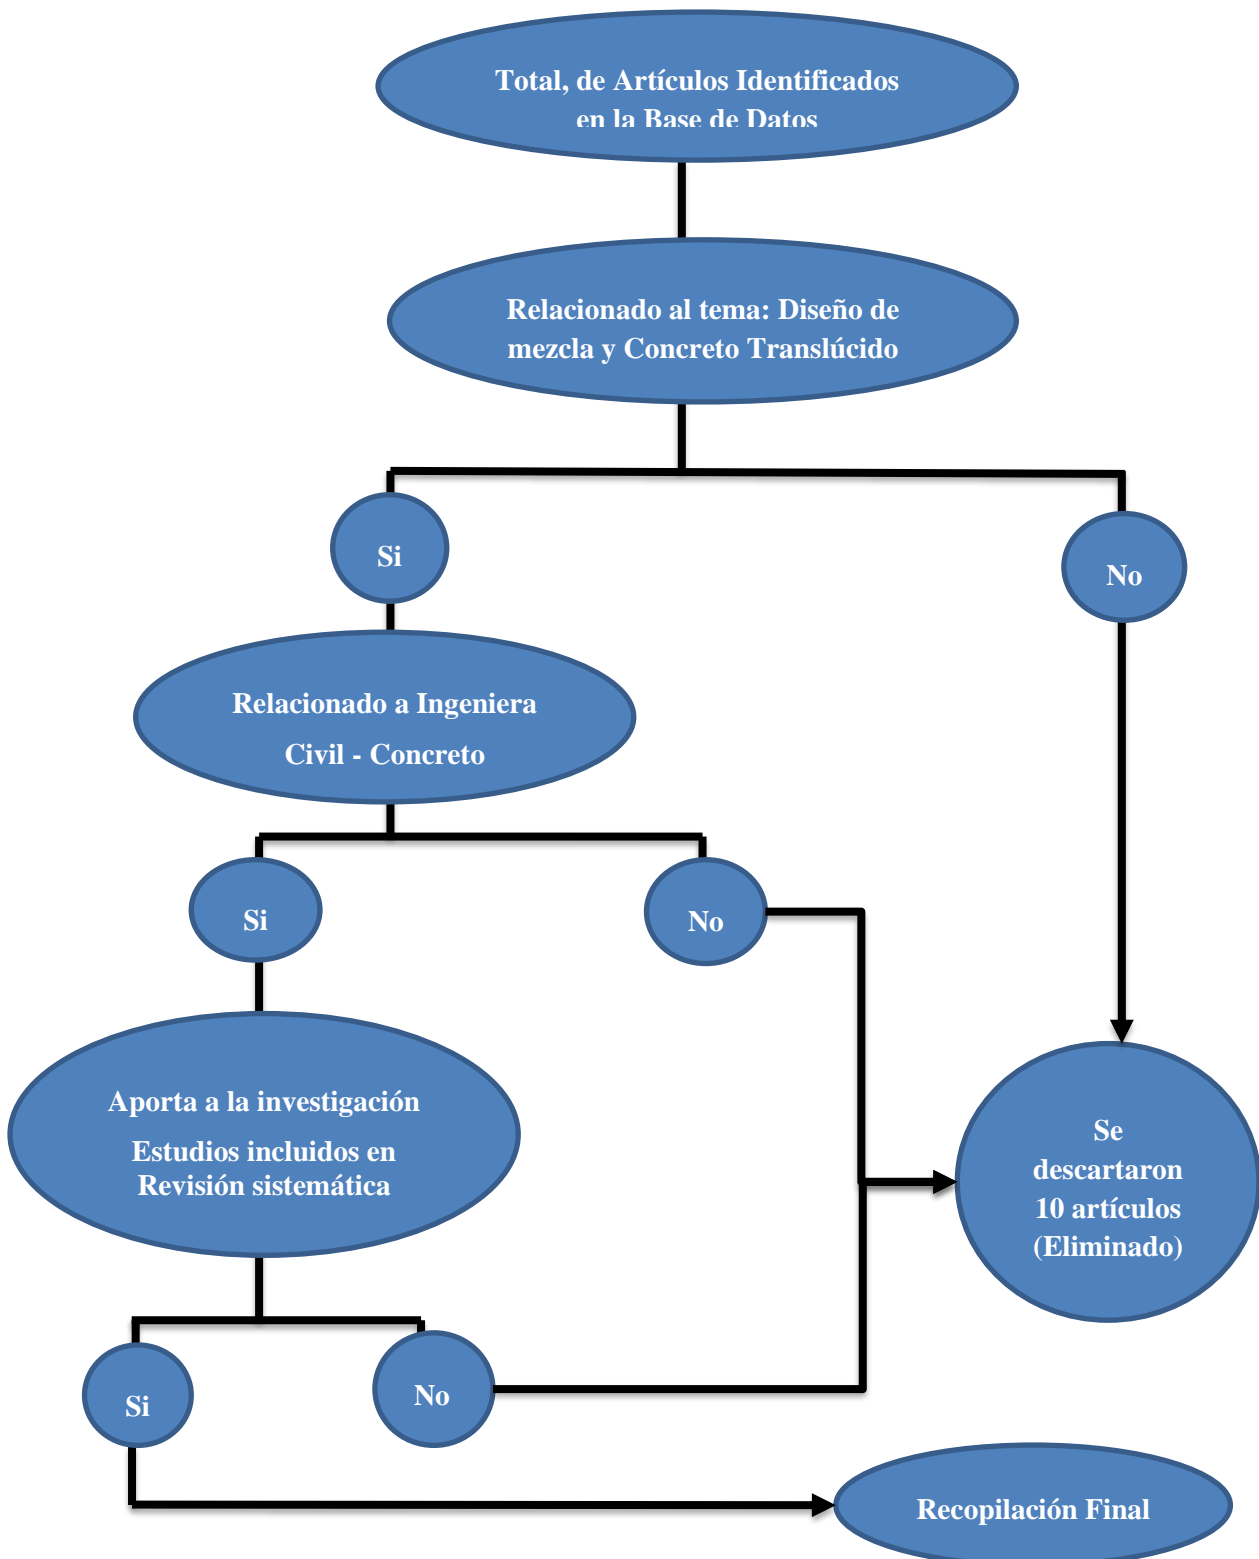 Total, de Artículos Identificados
en la Base de Datos
Relacionado al tema: Diseño de
mezcla y Concreto Translúcido
Si
No
Relacionado a Ingeniera
Civil - Concreto
Si
No
Aporta a la investigación
Estudios incluidos en
Revisión sistemática
Se
descartaron
10 artículos
(Eliminado)
Si
No
Recopilación Final